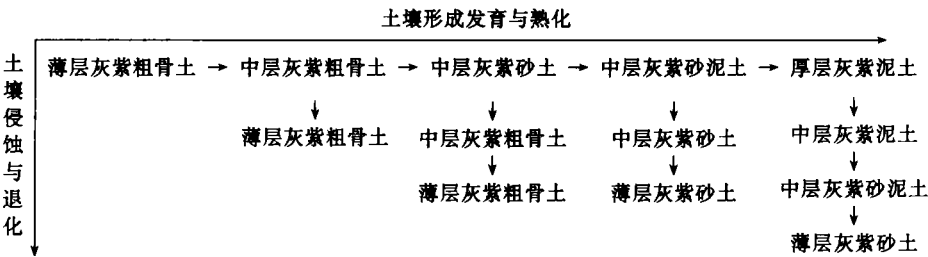 土壤形成发育与熟化
土壤侵蚀与退化
薄层灰紫粗骨土 → 中层灰紫粗骨土 → 中层灰紫砂土 → 中层灰紫砂泥土 → 厚层灰紫泥土
薄层灰紫粗骨土 中层灰紫粗骨土 中层灰紫砂土 中层灰紫泥土
薄层灰紫粗骨土 薄层灰紫砂土 中层灰紫砂泥土
薄层灰紫砂土